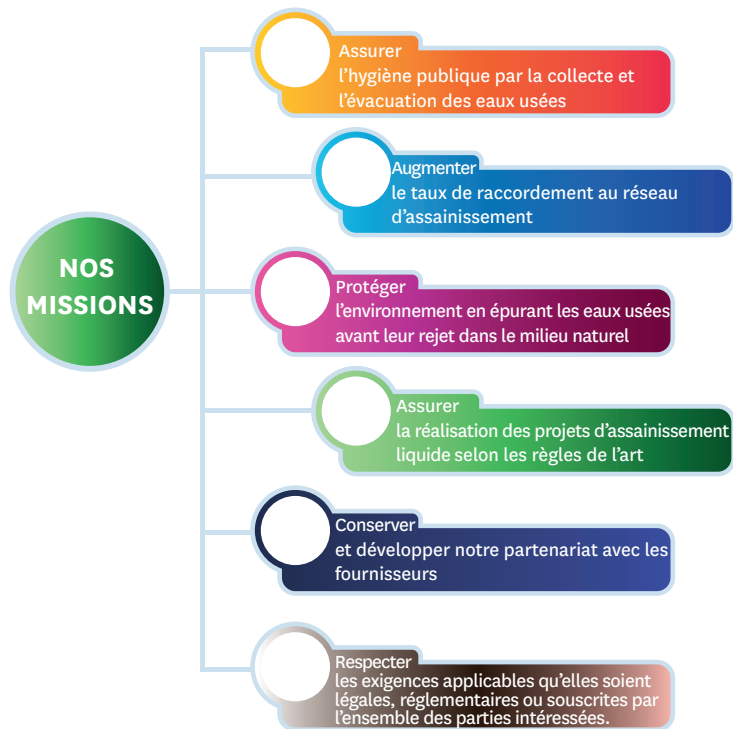 NOS
MISSIONS
Assurer
l’hygiène publique par la collecte et
l’évacuation des eaux usées
Augmenter
le taux de raccordement au réseau
d’assainissement
Protéger
l’environnement en épurant les eaux usées
avant leur rejet dans le milieu naturel
Assurer
la réalisation des projets d’assainissement
liquide selon les règles de l’art
Conserver
et développer notre partenariat avec les
fournisseurs
Respecter
les exigences applicables qu’elles soient
légales, réglementaires ou souscrites par
l’ensemble des parties intéressées.